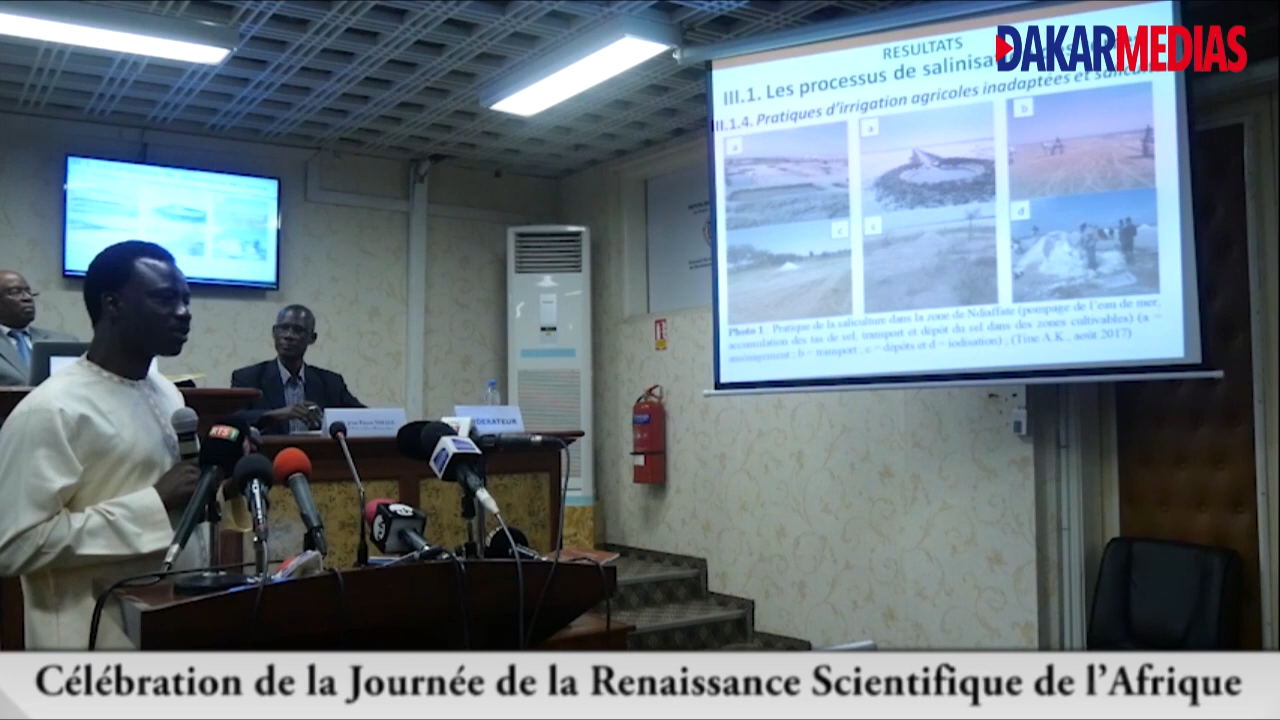 DAKARMEDIAS
RESULTATS
III.1. Les processus de salinisa
III.1.4. Pratiques d'irrigation agricoles inadaptées et
a
a
b
c
c
d
Photo 1 : Pratique de la saliculture dans la zone de Ndiaffate (pompage de l'eau de mer,
accumulation des tas de sel, transport et dépôt du sel dans des zones cultivables) (a =
aménagement ; b = transport ; c = dépôts et d = iodisation) ; (Tine A.K., août 2017)
MODERATEUR
RTS
Célébration de la Journée de la Renaissance Scientifique de l'Afrique